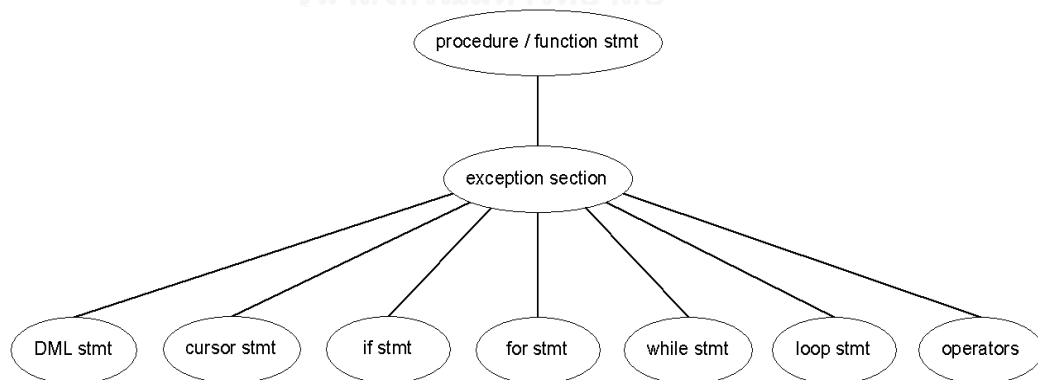 procedure / function stmt
exception section
DML stmt
cursor stmt
if stmt
for stmt
while stmt
loop stmt
operators